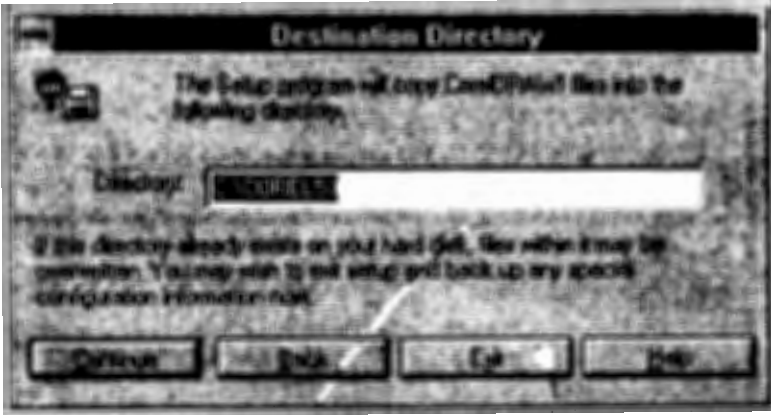 Destination Directory
The Setup program will copy CorelDRAW! files into the
following directory.
Directory:
If this directory already exists on your hard disk, files within it may be
overwritten. You may wish to exit setup and back up any special
configuration information first.
Continue
Back
Exit
Help